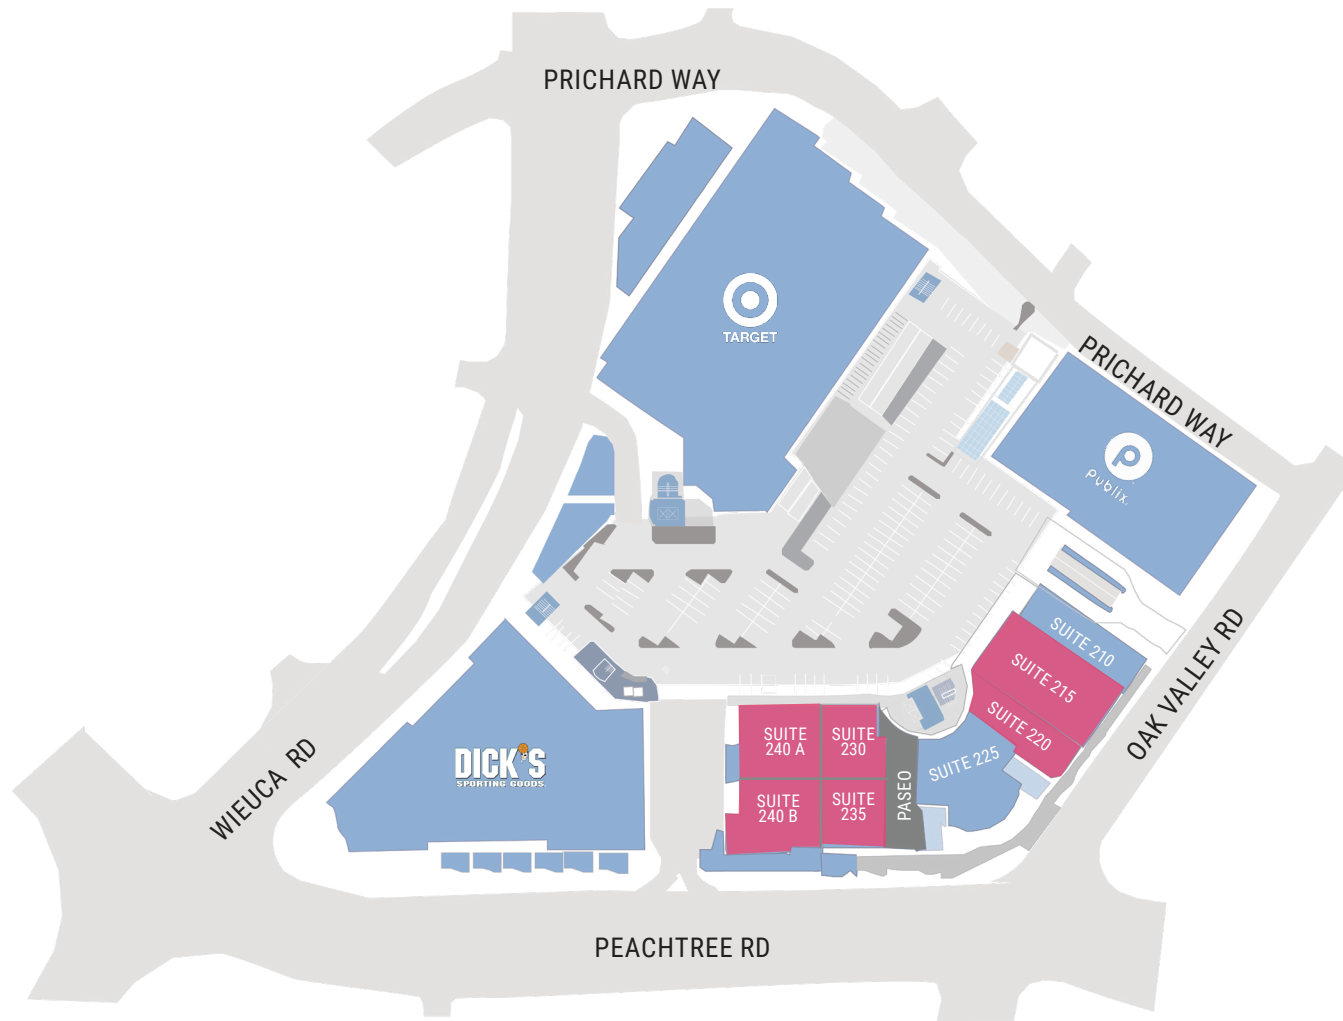 PRICHARD WAY
TARGET
PRICHARD WAY
Publix.
SUITE 210
SUITE 215
SUITE 220
SUITE 225
OAK VALLEY RD
SUITE
240 A
SUITE
230
SUITE
240 B
SUITE
235
PASEO
DICK'S
SPORTING GOODS
WIEUCA RD
PEACHTREE RD